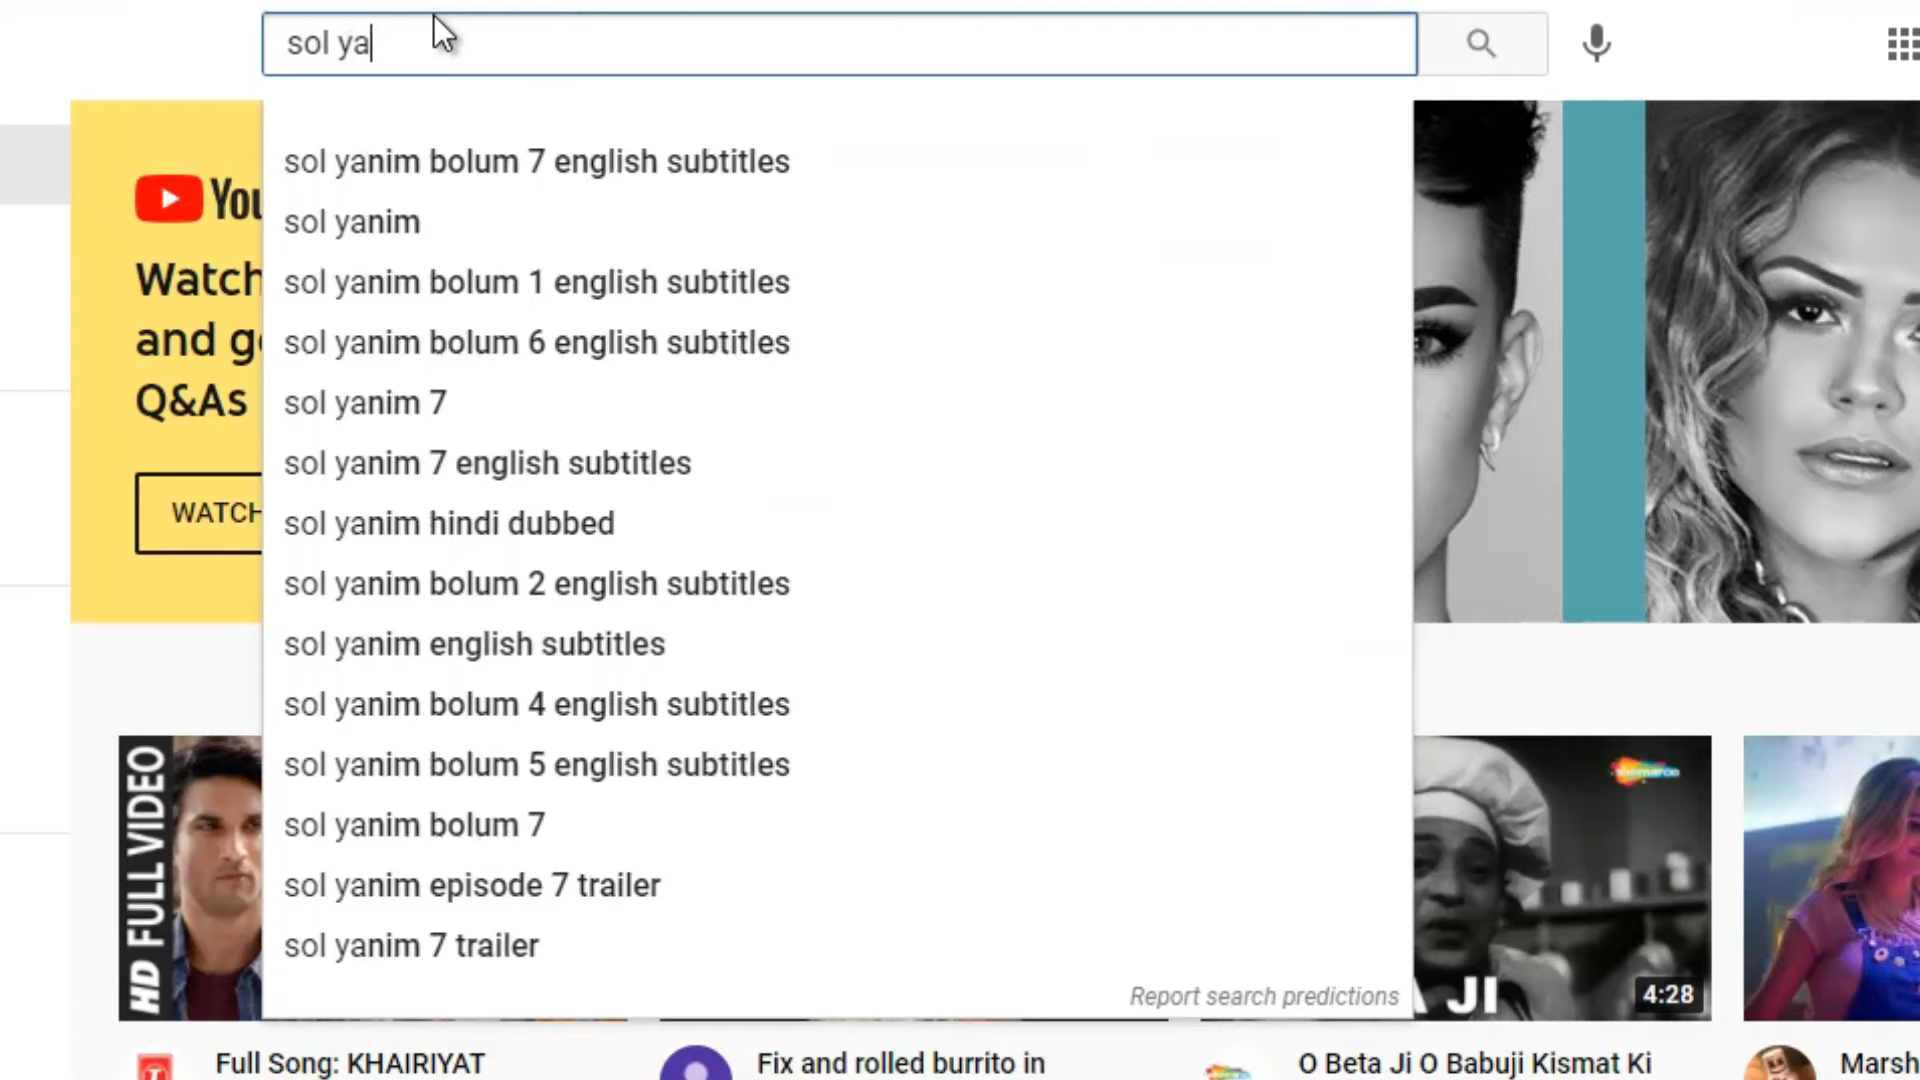 sol ya
sol yanim bolum 7 english subtitles
sol yanim
sol yanim bolum 1 english subtitles
sol yanim bolum 6 english subtitles
sol yanim 7
sol yanim 7 english subtitles
sol yanim hindi dubbed
sol yanim bolum 2 english subtitles
sol yanim english subtitles
sol yanim bolum 4 english subtitles
sol yanim bolum 5 english subtitles
sol yanim bolum 7
sol yanim episode 7 trailer
sol yanim 7 trailer
Report search predictions
You
Watch
and g
Q&As
WATCH
HD FULL VIDEO
shemaroo
A JI
4:28
Full Song: KHAIRIYAT
Fix and rolled burrito in
O Beta Ji O Babuji Kismat Ki
Marsh